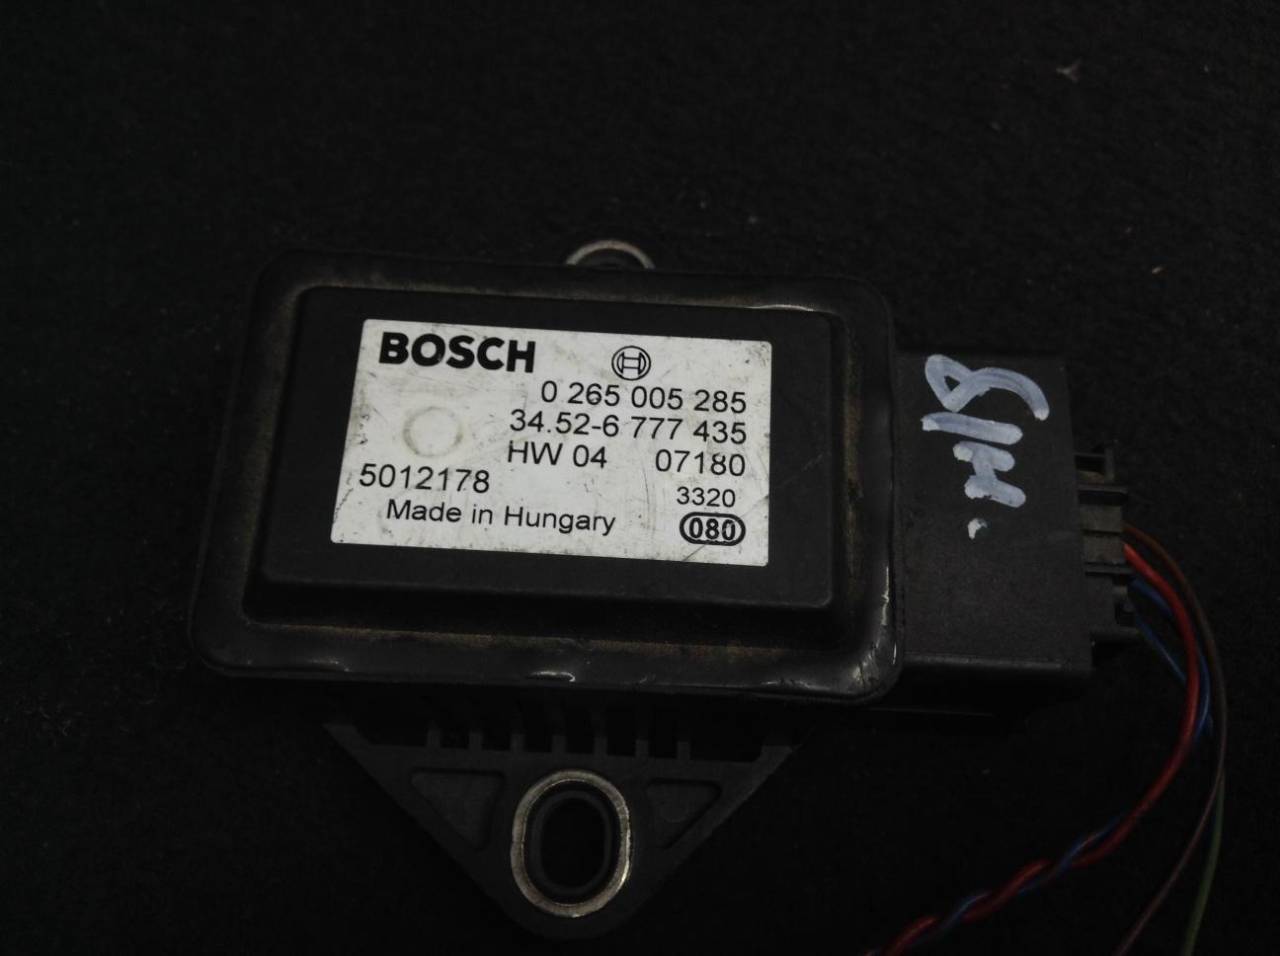 BOSCH
0 265 005 285
34.52-6 777 435
HW 04 07180
5012178 3320
Made in Hungary 080